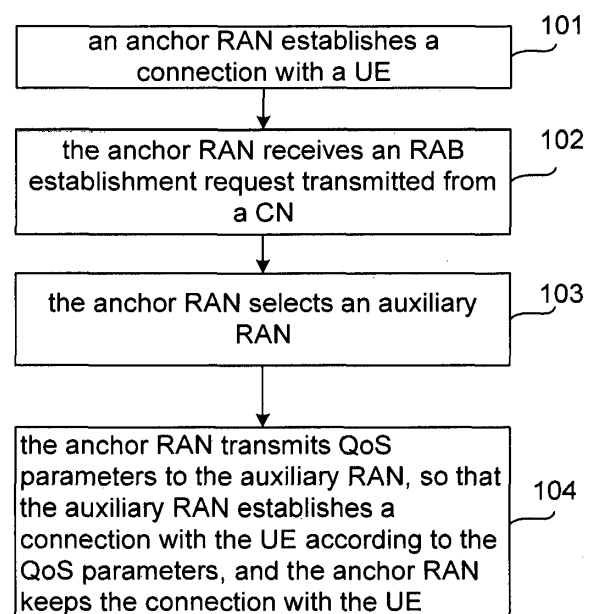 an anchor RAN establishes a
connection with a UE
101
the anchor RAN receives an RAB
establishment request transmitted from
a CN
102
the anchor RAN selects an auxiliary
RAN
103
the anchor RAN transmits QoS
parameters to the auxiliary RAN, so that
the auxiliary RAN establishes a
connection with the UE according to the
QoS parameters, and the anchor RAN
keeps the connection with the UE
104